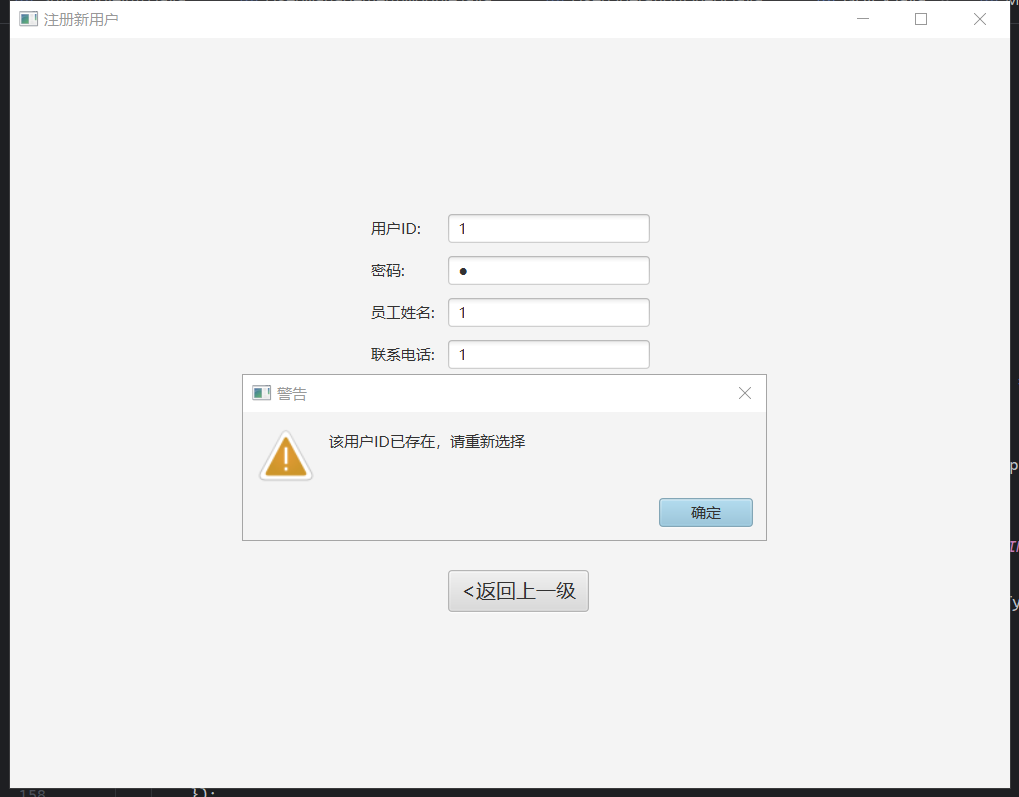 注册新用户
用户ID: 1
密码: ●
员工姓名: 1
联系电话: 1
警告
该用户ID已存在，请重新选择
确定
<返回上一级
158 });